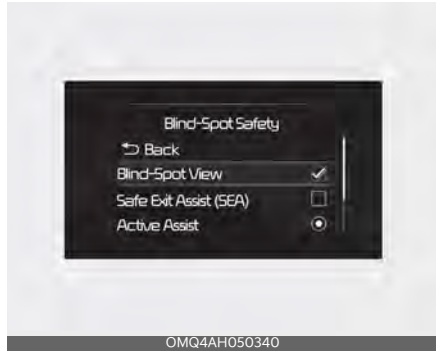 Blind-Spot Safety
Back
Blind-Spot View
Safe Exit Assist (SEA)
Active Assist
OMQ4AH050340